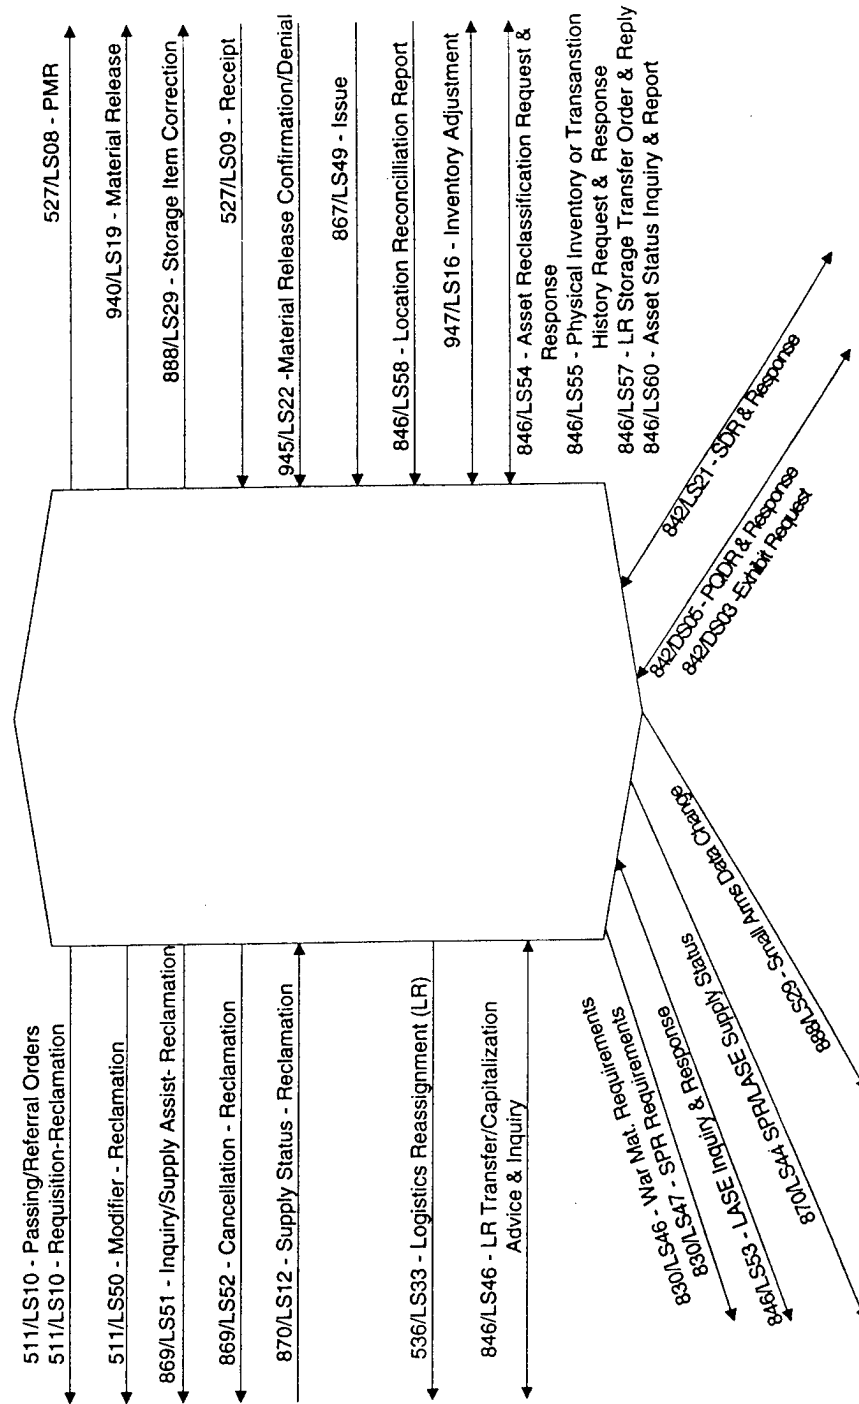 511/LS10 - Passing/Referral Orders
511/LS10 - Requisition-Reclamation
511/LS50 - Modifier - Reclamation
869/LS51 - Inquiry/Supply Assist- Reclamation
869/LS52 - Cancellation - Reclamation
870/LS12 - Supply Status - Reclamation
536/LS33 - Logistics Reassignment (LR)
846/LS46 - LR Transfer/Capitalization
Advice & Inquiry
830/LS46 - War Mat. Requirements
830/LS47 - SPR Requirements
846/LS53 - LASE Inquiry & Response
870/LS44 SPR/LASE Supply Status
888/LS29 - Small Arms Data Change
527/LS08 - PMR
940/LS19 - Material Release
888/LS29 - Storage Item Correction
527/LS09 - Receipt
945/LS22 -Material Release Confirmation/Denial
867/LS49 - Issue
846/LS58 - Location Reconcilliation Report
947/LS16 - Inventory Adjustment
846/LS54 - Asset Reclassification Request &
Response
846/LS55 - Physical Inventory or Transanstion
History Request & Response
846/LS57 - LR Storage Transfer Order & Reply
846/LS60 - Asset Status Inquiry & Report
842/LS21 - SDR & Response
842/DS05 - PQDR & Response
842/DS03 -Exhibit Request